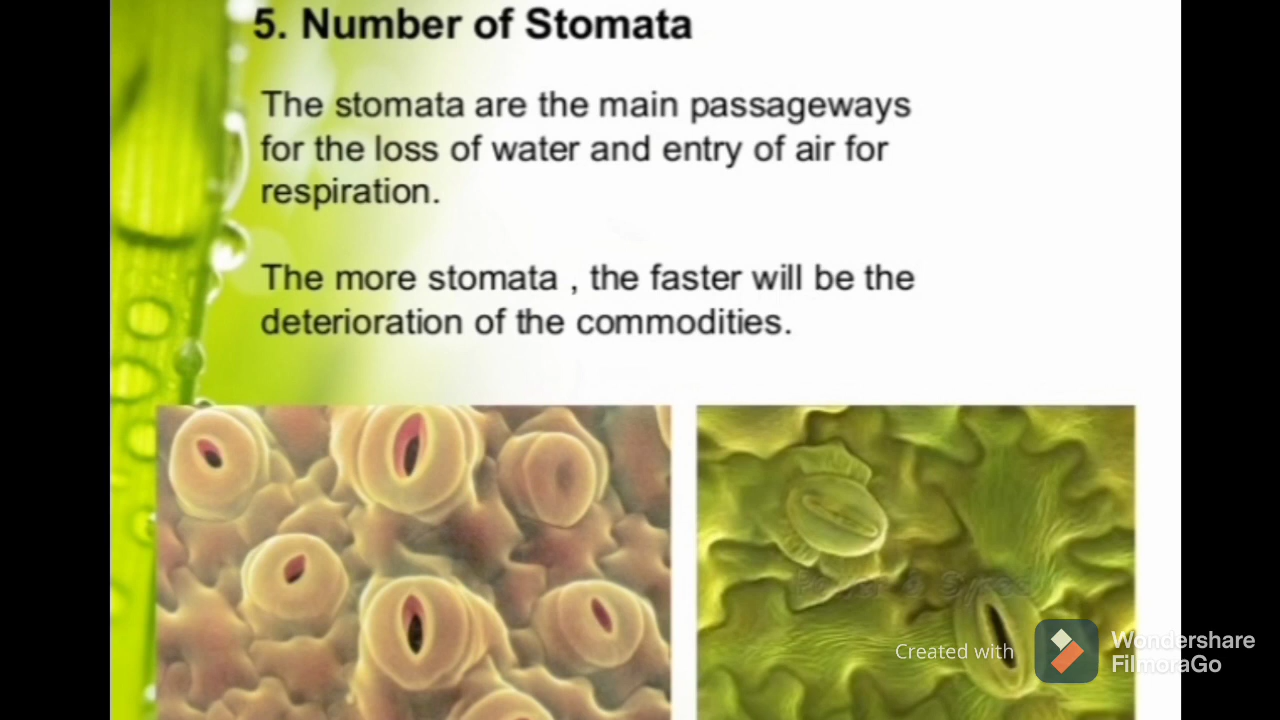 5. Number of Stomata
The stomata are the main passageways
for the loss of water and entry of air for
respiration.
The more stomata , the faster will be the
deterioration of the commodities.
Created with
Wondershare
FilmoraGo